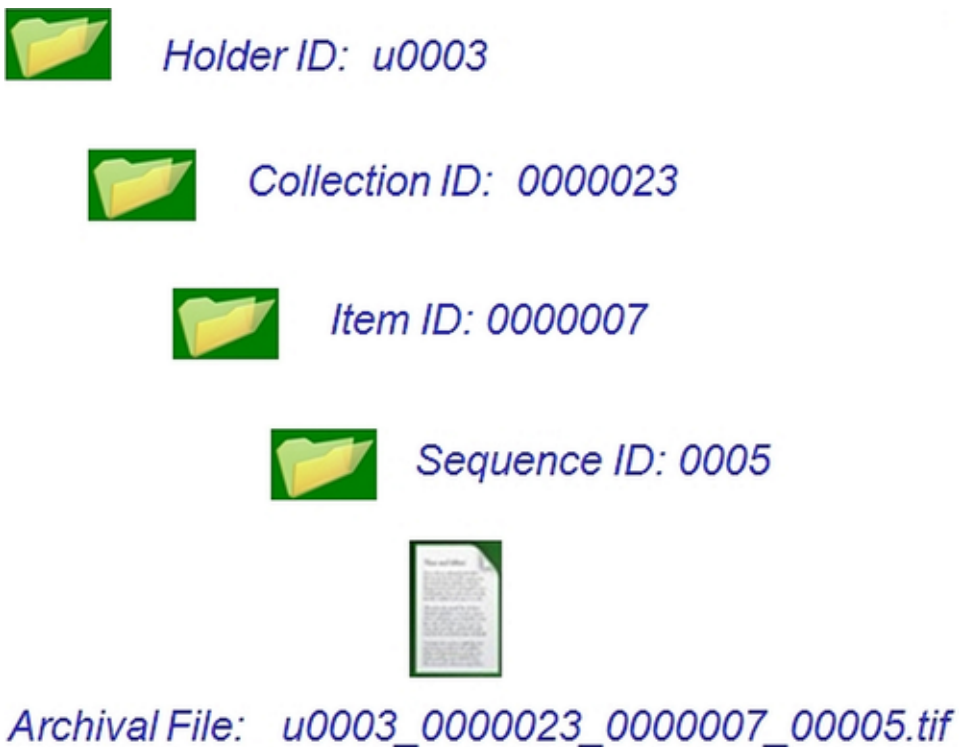 Holder ID: u0003
Collection ID: 0000023
Item ID: 0000007
Sequence ID: 0005
Archival File: u0003_0000023_0000007_00005.tif